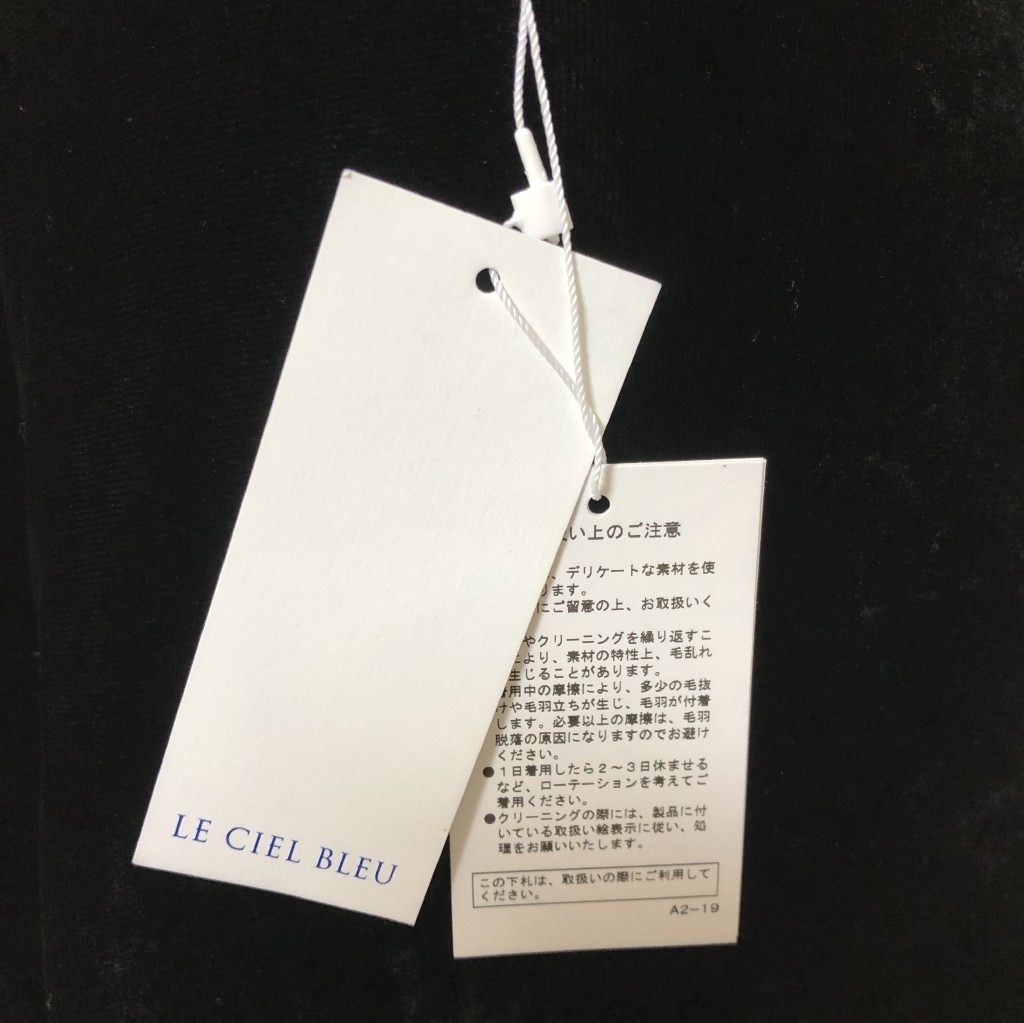 LE CIEL BLEU
い上のご注意
、デリケートな素材を使
ります。
にご留意の上、お取扱いく
やクリーニングを繰り返すこ
により、素材の特性上、毛乱れ
生じることがあります。
用中の摩擦により、多少の毛抜
けや毛羽立ちが生じ、毛羽が付着
します。必要以上の摩擦は、毛羽
脱落の原因になりますのでお避け
ください。
●1日着用したら2〜3日休ませる
など、ローテーションを考えてご
着用ください。
●クリーニングの際には、製品に付
いている取扱い絵表示に従い、処
理をお願いいたします。
この下札は、取扱いの際にご利用して
ください。
A2-19